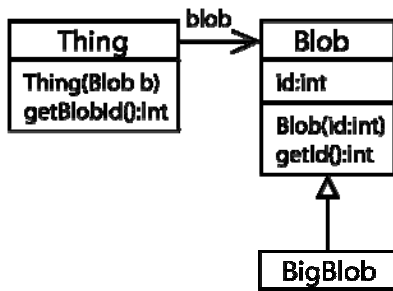 blob
Thing
Thing(Blob b)
getBlobId():int
Blob
id:int
Blob(id:int)
getId():int
BigBlob